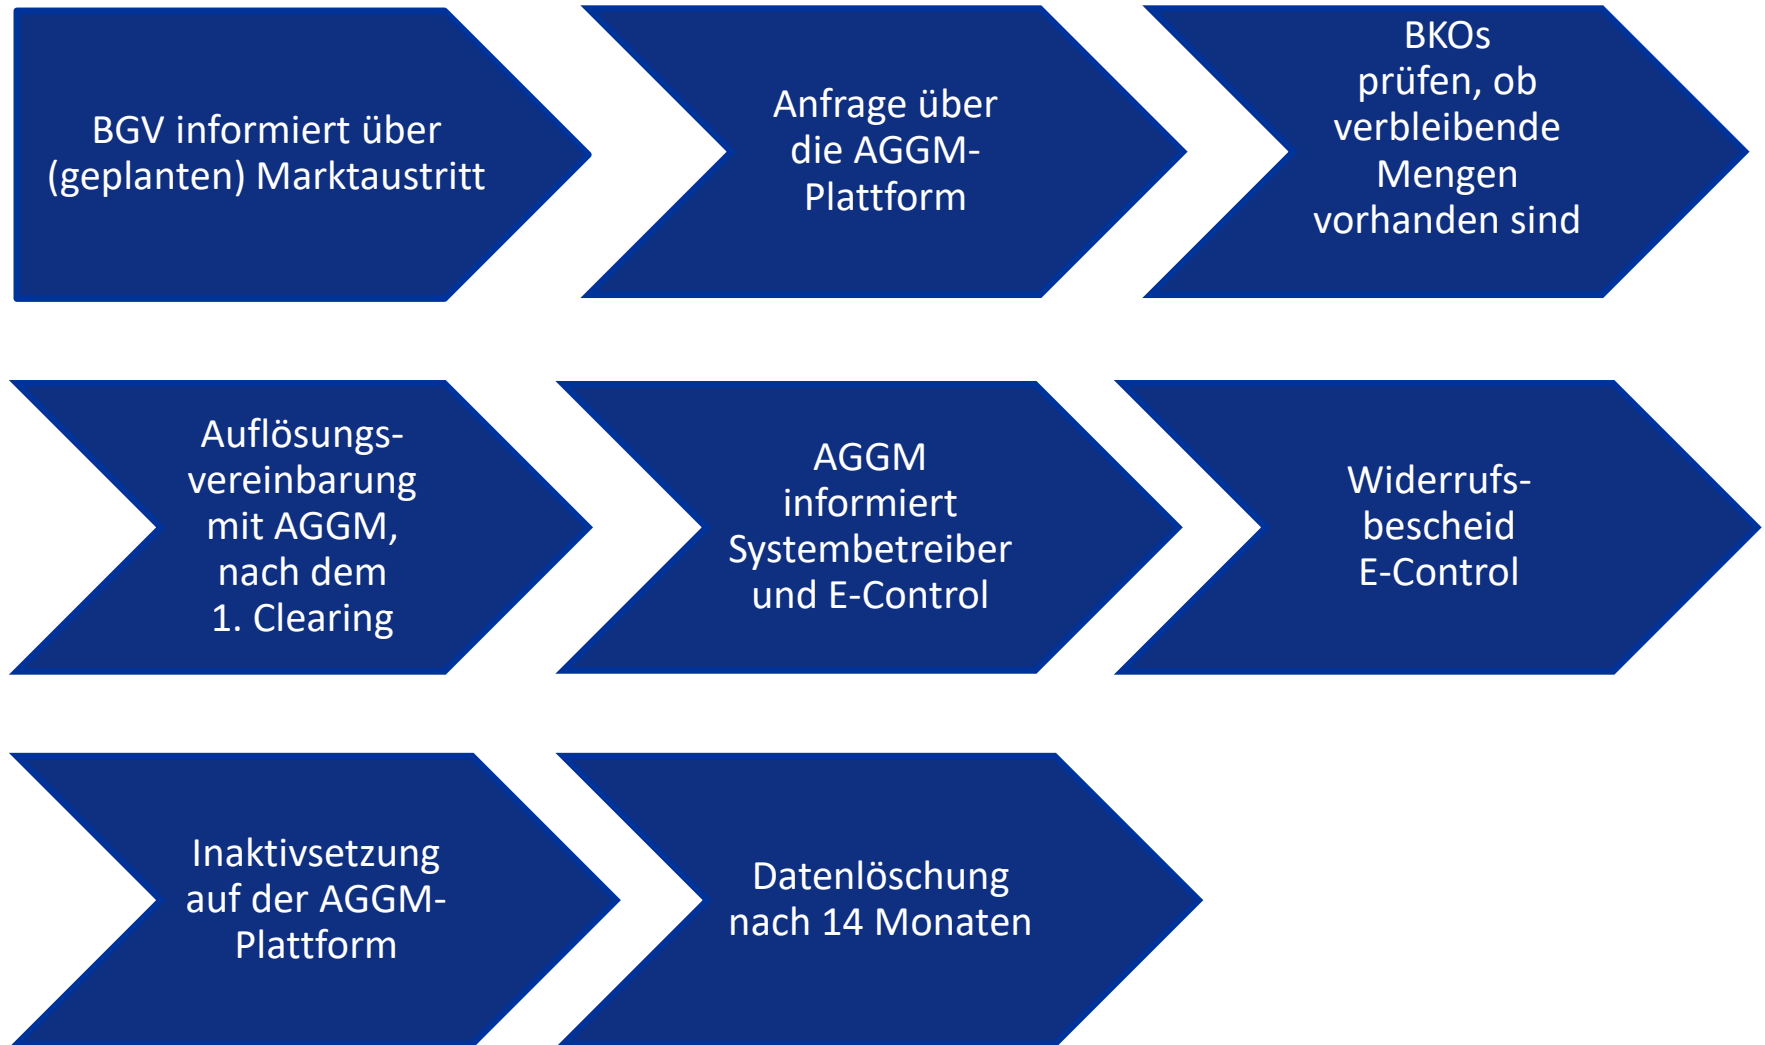 BGV informiert über
(geplanten) Marktaustritt
Anfrage über
die AGGM-
Plattform
BKOs
prüfen, ob
verbleibende
Mengen
vorhanden sind
Auflösungs-
vereinbarung
mit AGGM,
nach dem
1. Clearing
AGGM
informiert
Systembetreiber
und E-Control
Widerrufs-
bescheid
E-Control
Inaktivsetzung
auf der AGGM-
Plattform
Datenlöschung
nach 14 Monaten